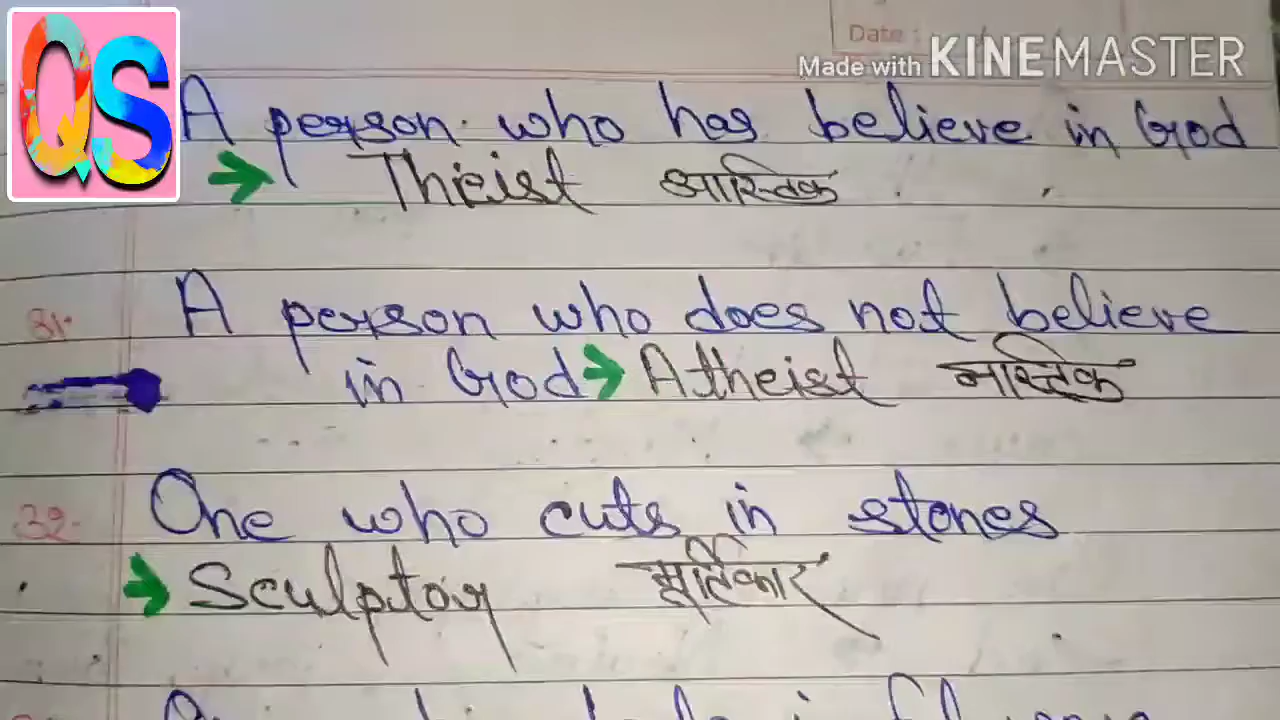 QS
Date :
Made with KINEMASTER
A person who has believe in God
Theist आस्तिक
31. A person who does not believe
in God Atheist नास्तिक
32. One who cuts in stones
Sculptor मूर्तिकार